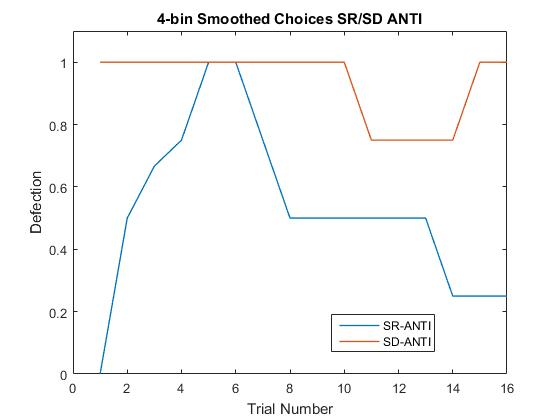 4-bin Smoothed Choices SR/SD ANTI
1
0.8
0.6
0.4
0.2
0
Defection
0 2 4 6 8 10 12 14 16
Trial Number
SR-ANTI
SD-ANTI